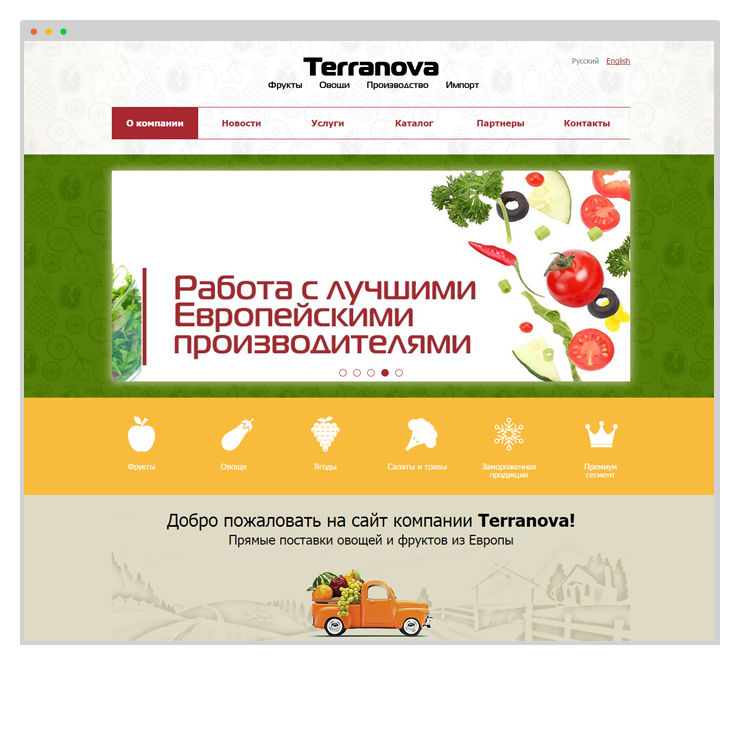 Terranova
Фрукты Овощи Производство Импорт
Русский English
О компании Новости Услуги Каталог Партнеры Контакты
Работа с лучшими
Европейскими
производителями
Фрукты Овощи Ягоды Салаты и травы Замороженная продукция Премиум сегмент
Добро пожаловать на сайт компании Terranova!
Прямые поставки овощей и фруктов из Европы